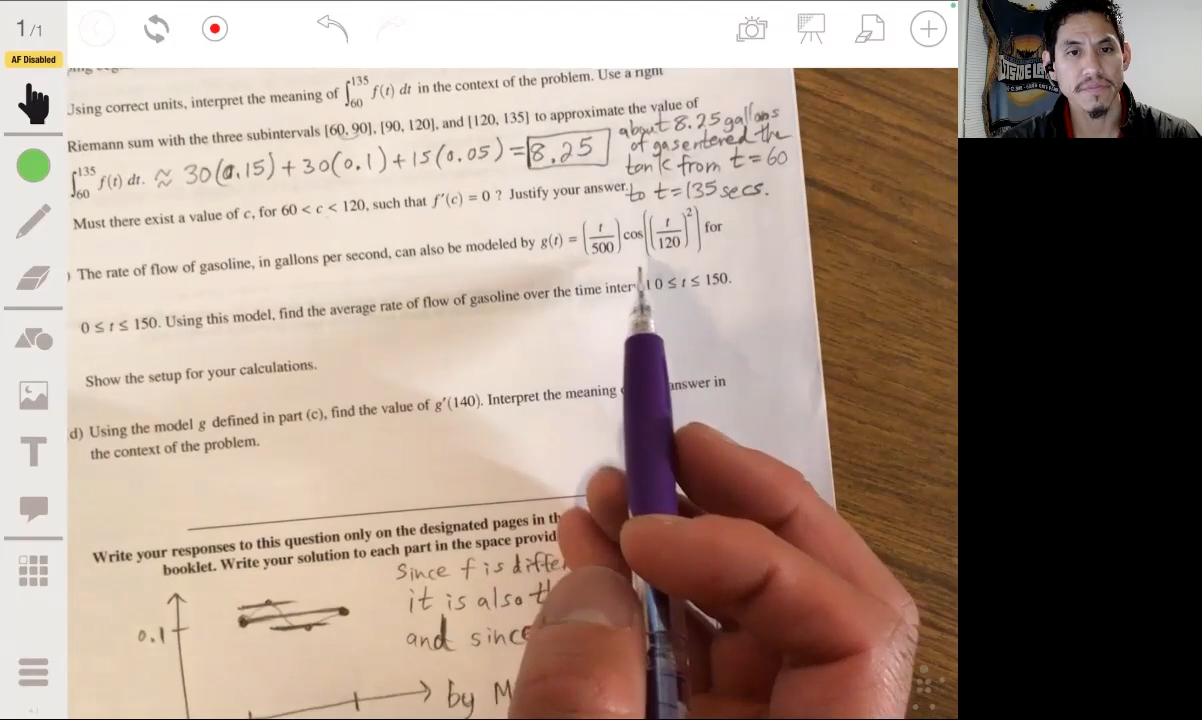 1/1
AF Disabled
Using correct units, interpret the meaning of ∫₆₀¹³⁵ f(t) dt in the context of the problem. Use a right
Riemann sum with the three subintervals [60, 90], [90, 120], and [120, 135] to approximate the value of
∫₆₀¹³⁵ f(t) dt. ≈ 30(0.15) + 30(0.1) + 15(0.05) = 8.25
about 8.25 gallons
of gas entered the
tank from t = 60
to t = 135 secs.
Must there exist a value of c, for 60 < c < 120, such that f'(c) = 0 ? Justify your answer.
) The rate of flow of gasoline, in gallons per second, can also be modeled by g(t) = (t/500) cos((t/120)²) for
0 ≤ t ≤ 150. Using this model, find the average rate of flow of gasoline over the time 0 ≤ t ≤ 150.
Show the setup for your calculations.
d) Using the model g defined in part (c), find the value of g'(140). Interpret the meaning answer in
the context of the problem.
Write your responses to this question only on the designated pages in
booklet. Write your solution to each part in the space
Since f is
it is also
and since
0.1
by
T